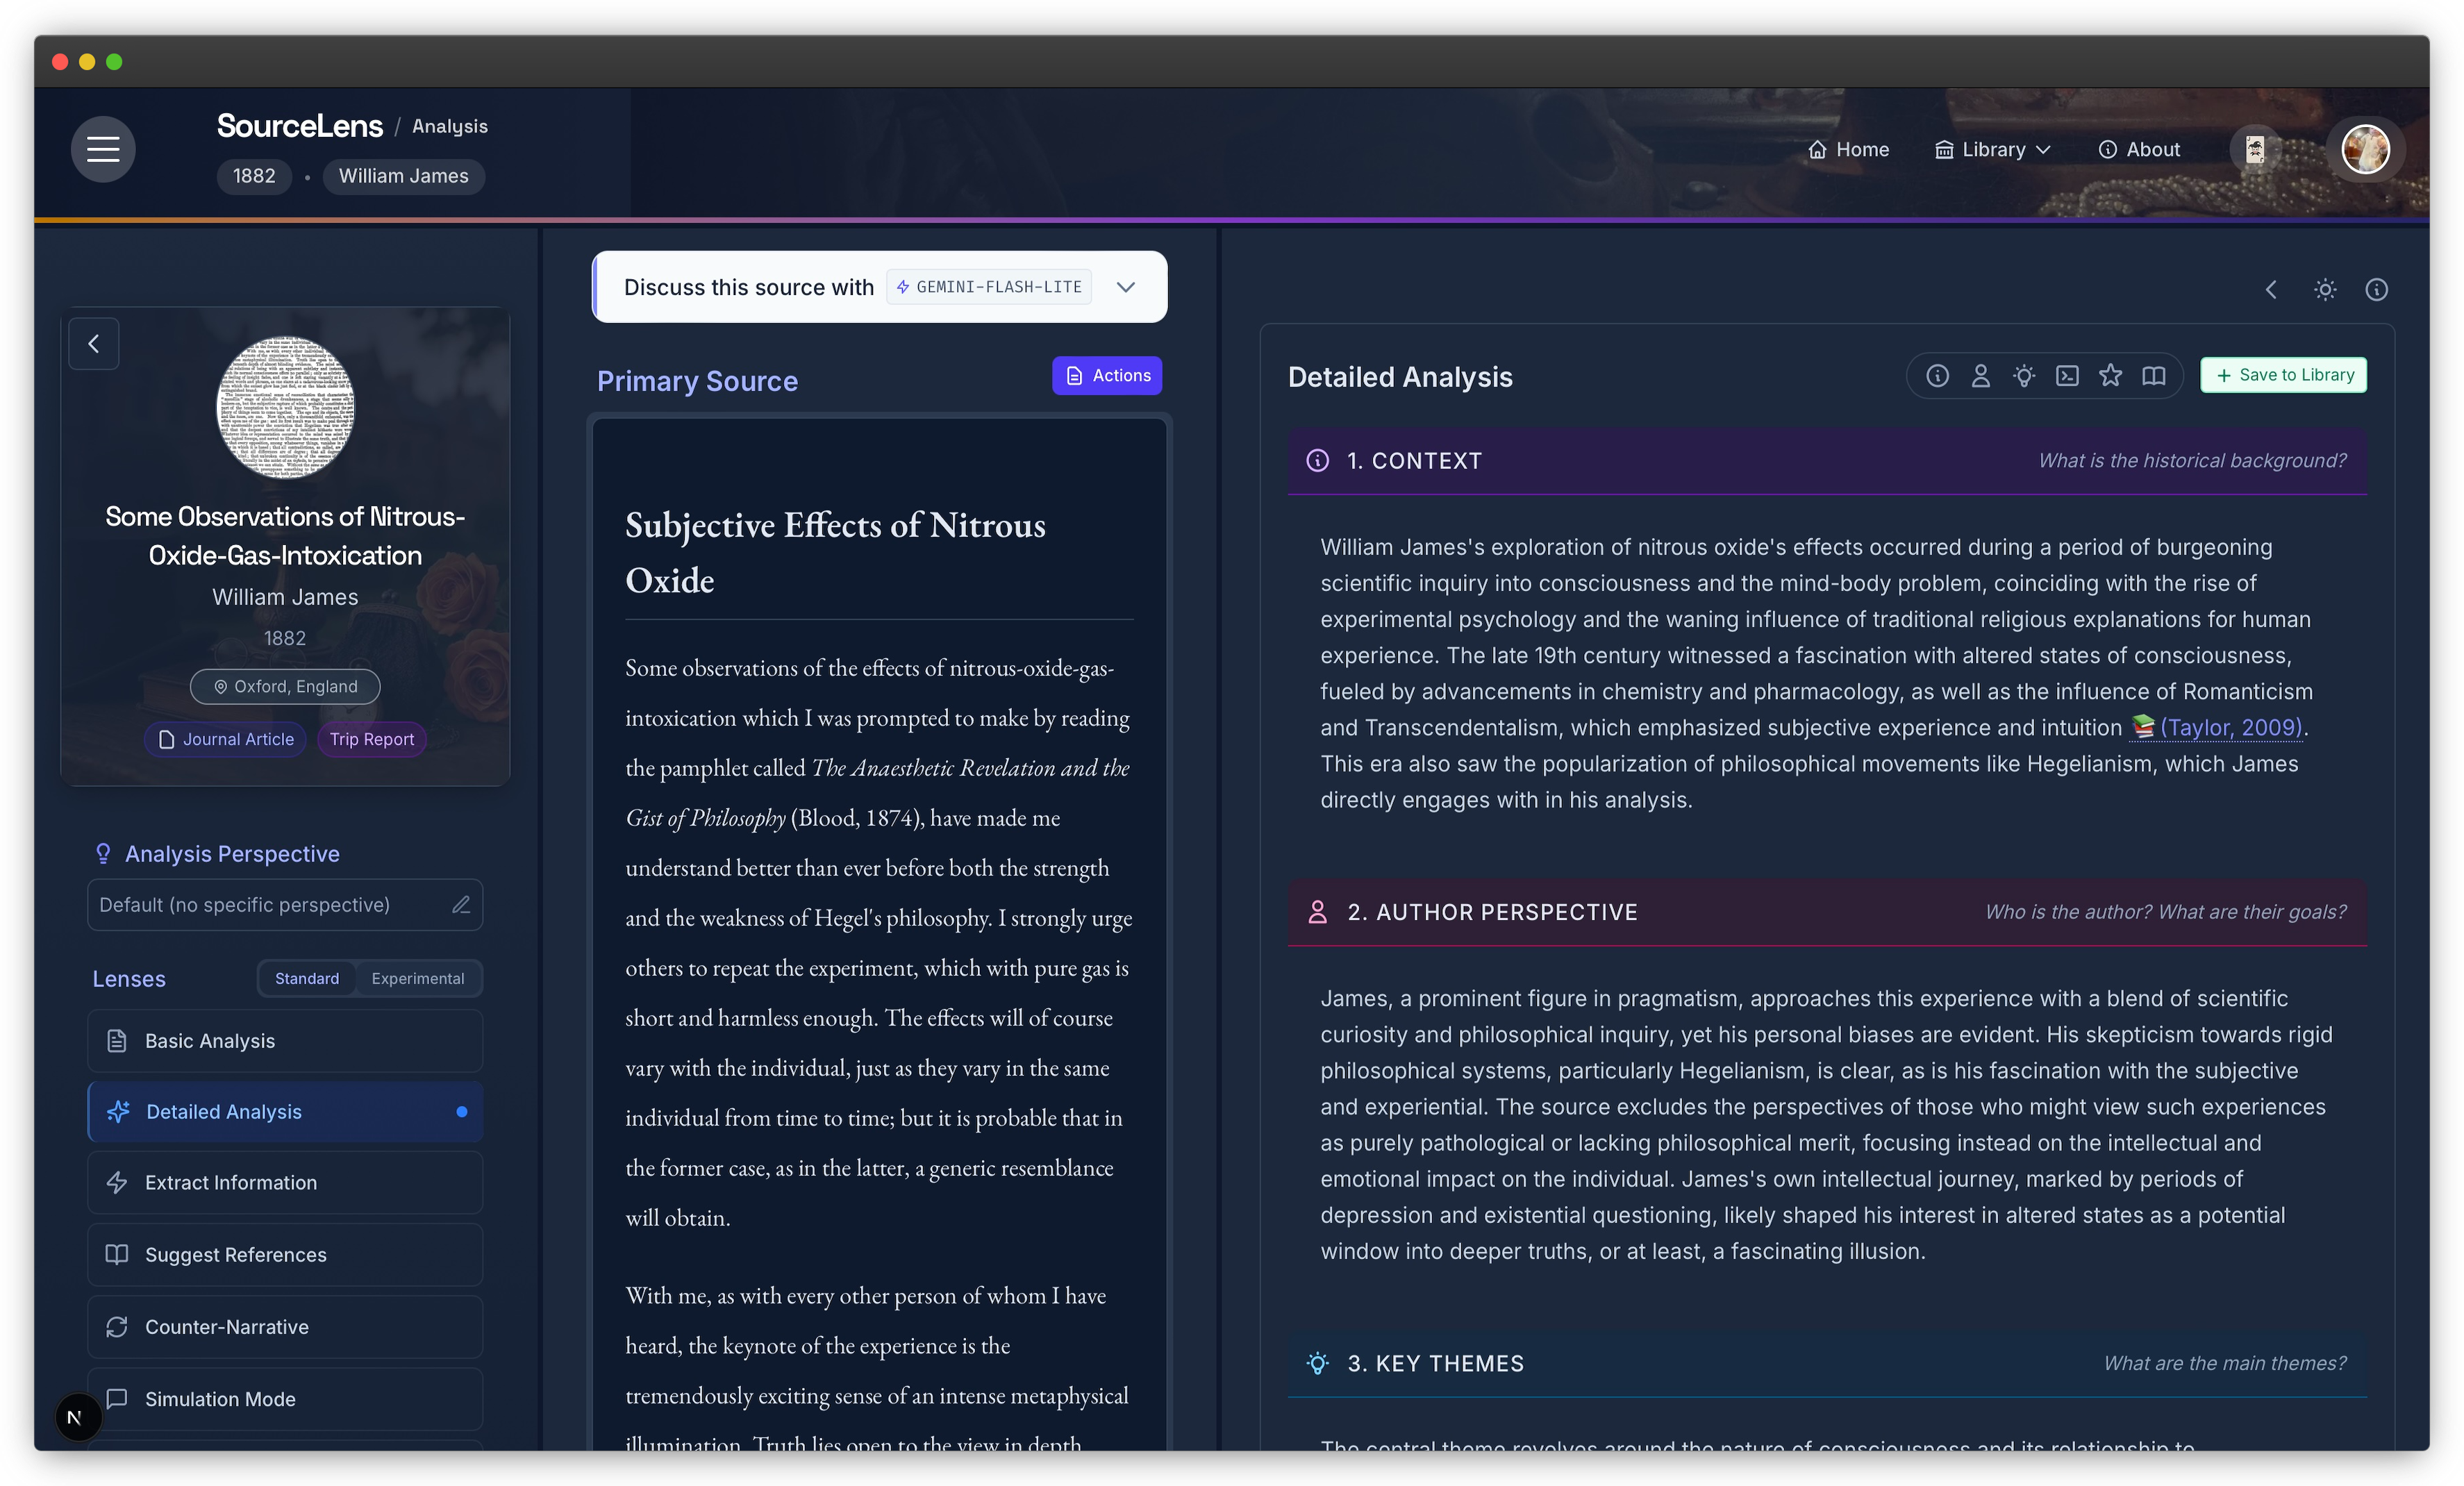 SourceLens / Analysis
1882 • William James
Home
Library
About
Some Observations of Nitrous-
Oxide-Gas-Intoxication
William James
1882
Oxford, England
Journal Article
Trip Report
Analysis Perspective
Default (no specific perspective)
Lenses
Standard
Experimental
Basic Analysis
Detailed Analysis
Extract Information
Suggest References
Counter-Narrative
Simulation Mode
N
Discuss this source with GEMINI-FLASH-LITE
Primary Source
Actions
Subjective Effects of Nitrous
Oxide
Some observations of the effects of nitrous-oxide-gas-
intoxication which I was prompted to make by reading
the pamphlet called The Anaesthetic Revelation and the
Gist of Philosophy (Blood, 1874), have made me
understand better than ever before both the strength
and the weakness of Hegel's philosophy. I strongly urge
others to repeat the experiment, which with pure gas is
short and harmless enough. The effects will of course
vary with the individual, just as they vary in the same
individual from time to time; but it is probable that in
the former case, as in the latter, a generic resemblance
will obtain.
With me, as with every other person of whom I have
heard, the keynote of the experience is the
tremendously exciting sense of an intense metaphysical
illumination. Truth lies open to the view in depth
Detailed Analysis
+ Save to Library
1. CONTEXT
What is the historical background?
William James's exploration of nitrous oxide's effects occurred during a period of burgeoning
scientific inquiry into consciousness and the mind-body problem, coinciding with the rise of
experimental psychology and the waning influence of traditional religious explanations for human
experience. The late 19th century witnessed a fascination with altered states of consciousness,
fueled by advancements in chemistry and pharmacology, as well as the influence of Romanticism
and Transcendentalism, which emphasized subjective experience and intuition 📚 (Taylor, 2009).
This era also saw the popularization of philosophical movements like Hegelianism, which James
directly engages with in his analysis.
2. AUTHOR PERSPECTIVE
Who is the author? What are their goals?
James, a prominent figure in pragmatism, approaches this experience with a blend of scientific
curiosity and philosophical inquiry, yet his personal biases are evident. His skepticism towards rigid
philosophical systems, particularly Hegelianism, is clear, as is his fascination with the subjective
and experiential. The source excludes the perspectives of those who might view such experiences
as purely pathological or lacking philosophical merit, focusing instead on the intellectual and
emotional impact on the individual. James's own intellectual journey, marked by periods of
depression and existential questioning, likely shaped his interest in altered states as a potential
window into deeper truths, or at least, a fascinating illusion.
3. KEY THEMES
What are the main themes?
The central theme revolves around the nature of consciousness and its relationship to